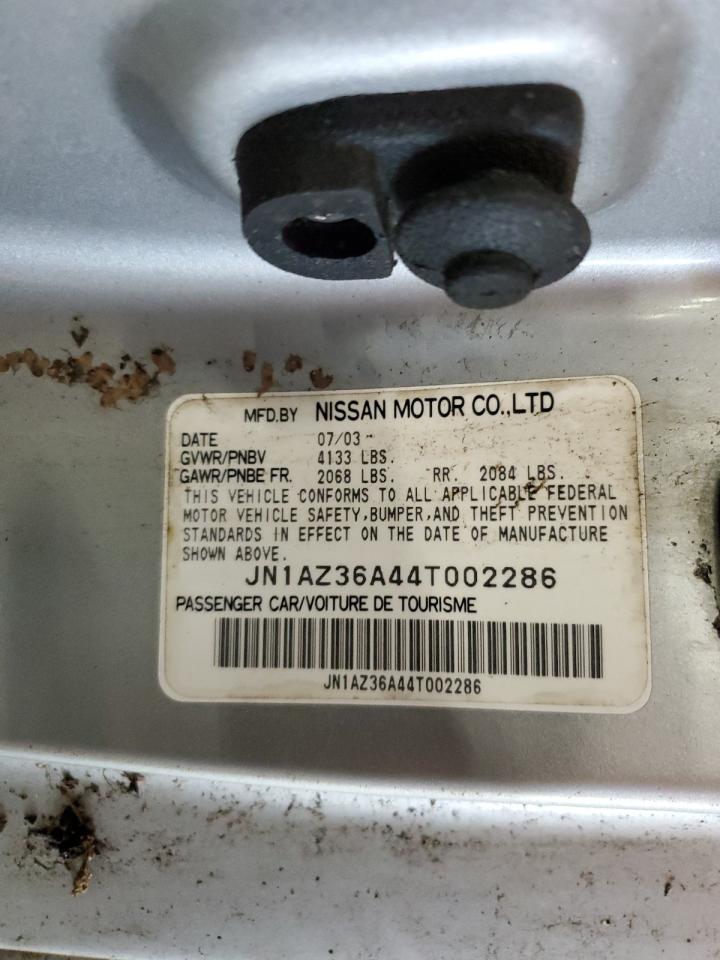 MFD.BY NISSAN MOTOR CO.,LTD
DATE 07/03
GVWR/PNBV 4133 LBS.
GAWR/PNBE FR. 2068 LBS. RR. 2084 LBS.
THIS VEHICLE CONFORMS TO ALL APPLICABLE FEDERAL
MOTOR VEHICLE SAFETY,BUMPER,AND THEFT PREVENTION
STANDARDS IN EFFECT ON THE DATE OF MANUFACTURE
SHOWN ABOVE.
JN1AZ36A44T002286
PASSENGER CAR/VOITURE DE TOURISME
JN1AZ36A44T002286